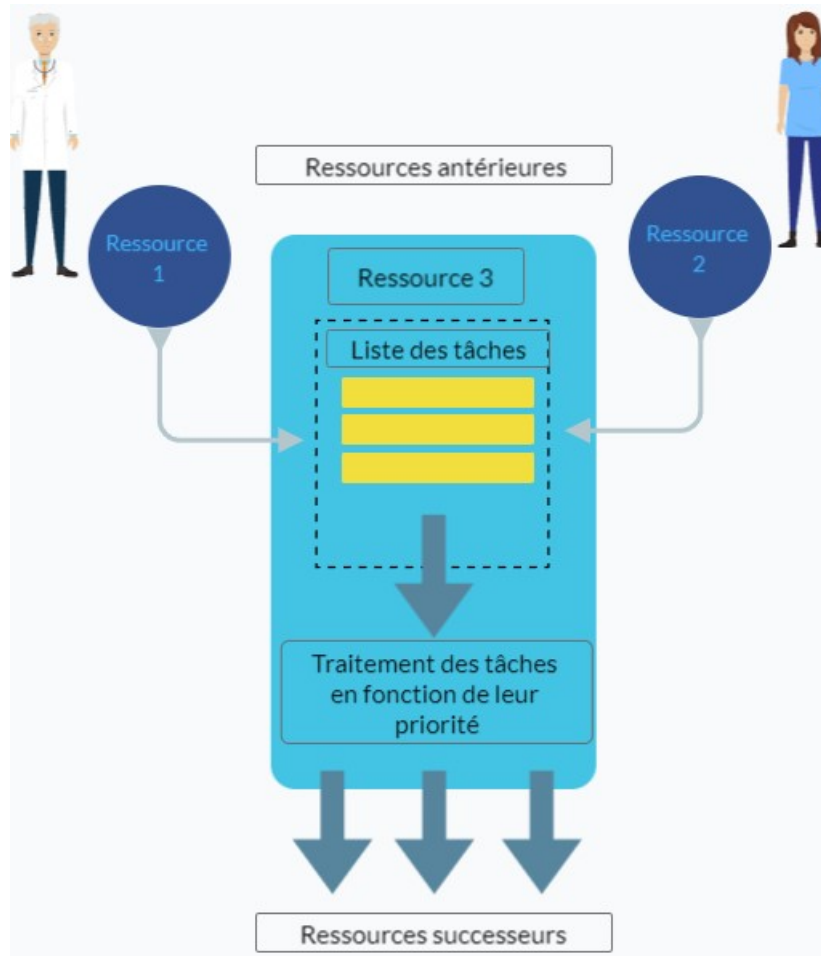 Ressources antérieures
Ressource
1
Ressource
2
Ressource 3
Liste des tâches
Traitement des tâches
en fonction de leur
priorité
Ressources successeurs